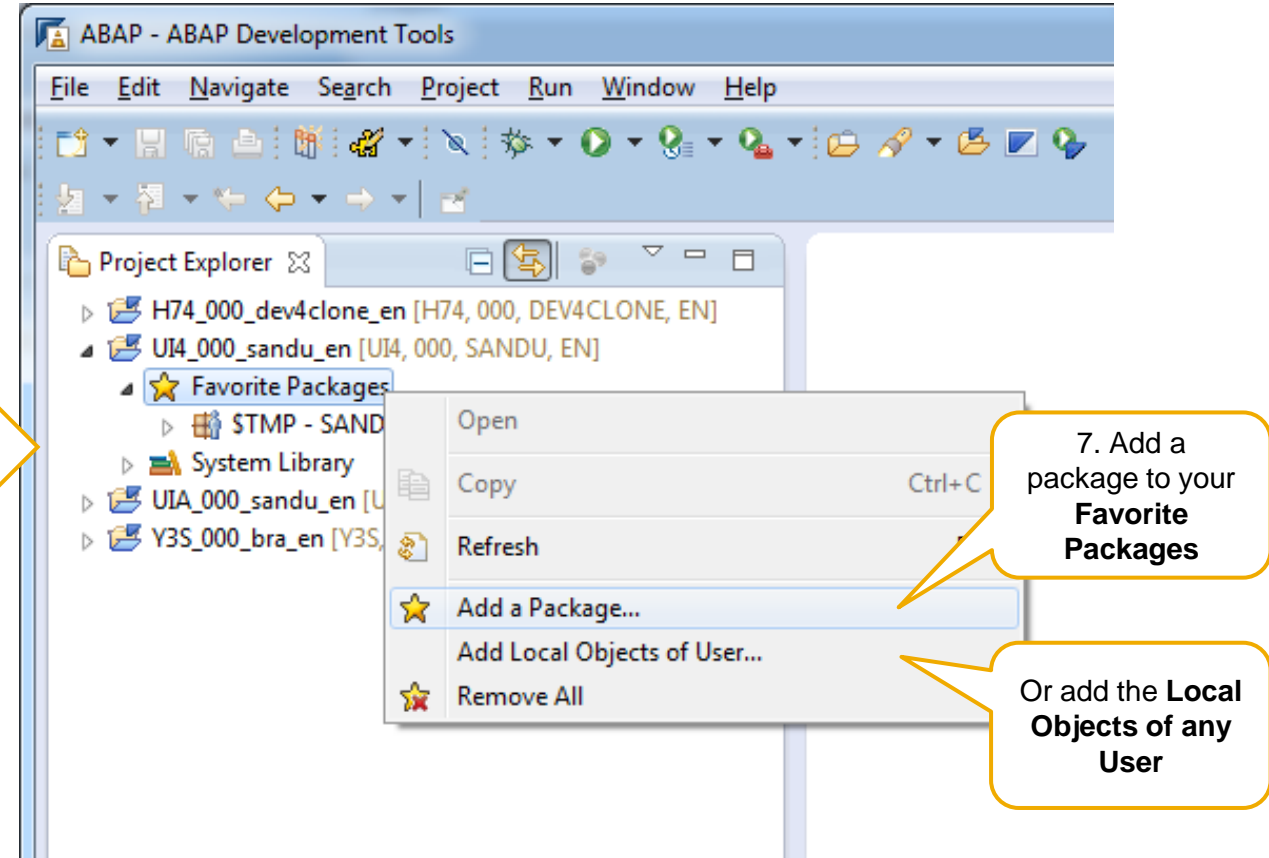 ABAP - ABAP Development Tools
File Edit Navigate Search Project Run Window Help
Project Explorer
H74_000_dev4clone_en [H74, 000, DEV4CLONE, EN]
UI4_000_sandu_en [UI4, 000, SANDU, EN]
Favorite Packages
$TMP - SAND
System Library
UIA_000_sandu_en [U
Y3S_000_bra_en [Y3S,
Open
Copy Ctrl+C
Refresh
Add a Package...
Add Local Objects of User...
Remove All
7. Add a
package to your
Favorite
Packages
Or add the Local
Objects of any
User